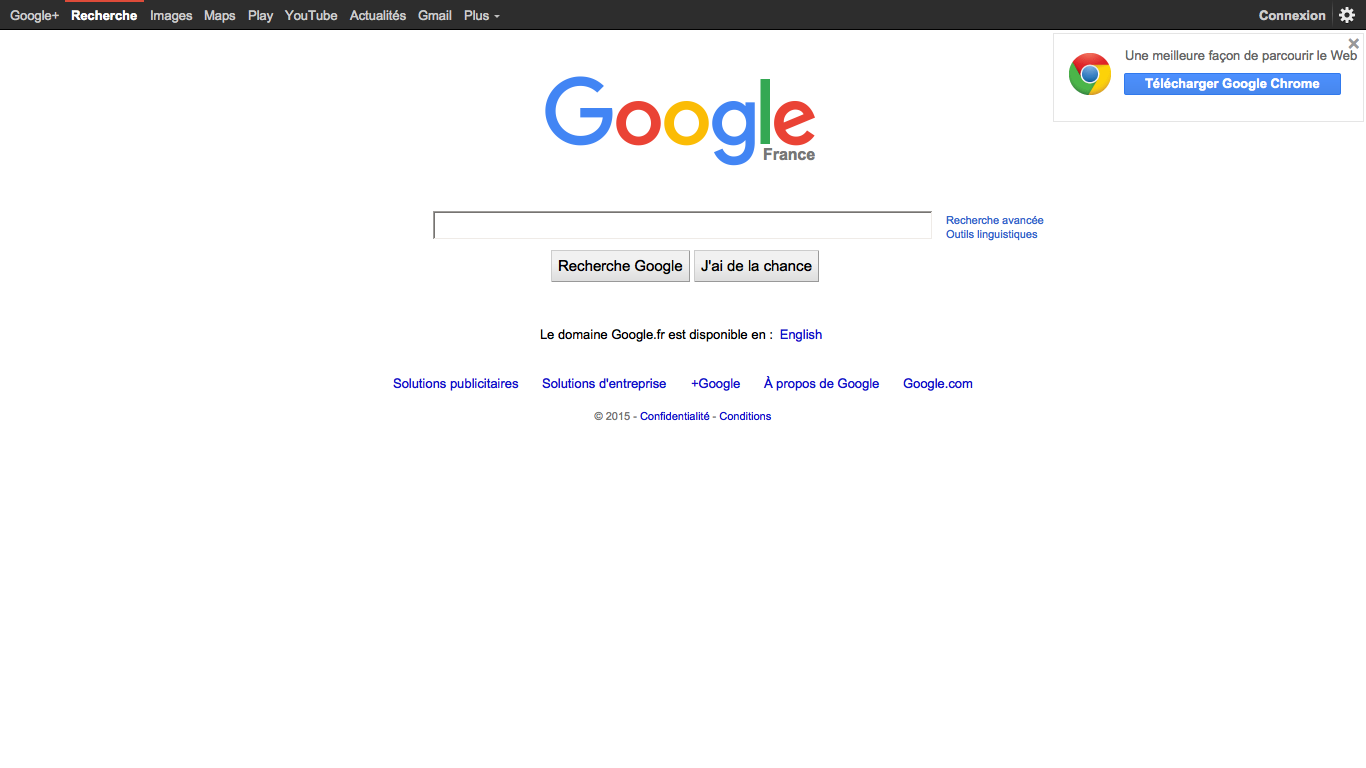 Google+ Recherche Images Maps Play YouTube Actualités Gmail Plus Connexion
Une meilleure façon de parcourir le Web
Télécharger Google Chrome
Google
France
Recherche avancée
Outils linguistiques
Recherche Google J'ai de la chance
Le domaine Google.fr est disponible en : English
Solutions publicitaires Solutions d'entreprise +Google À propos de Google Google.com
© 2015 - Confidentialité - Conditions